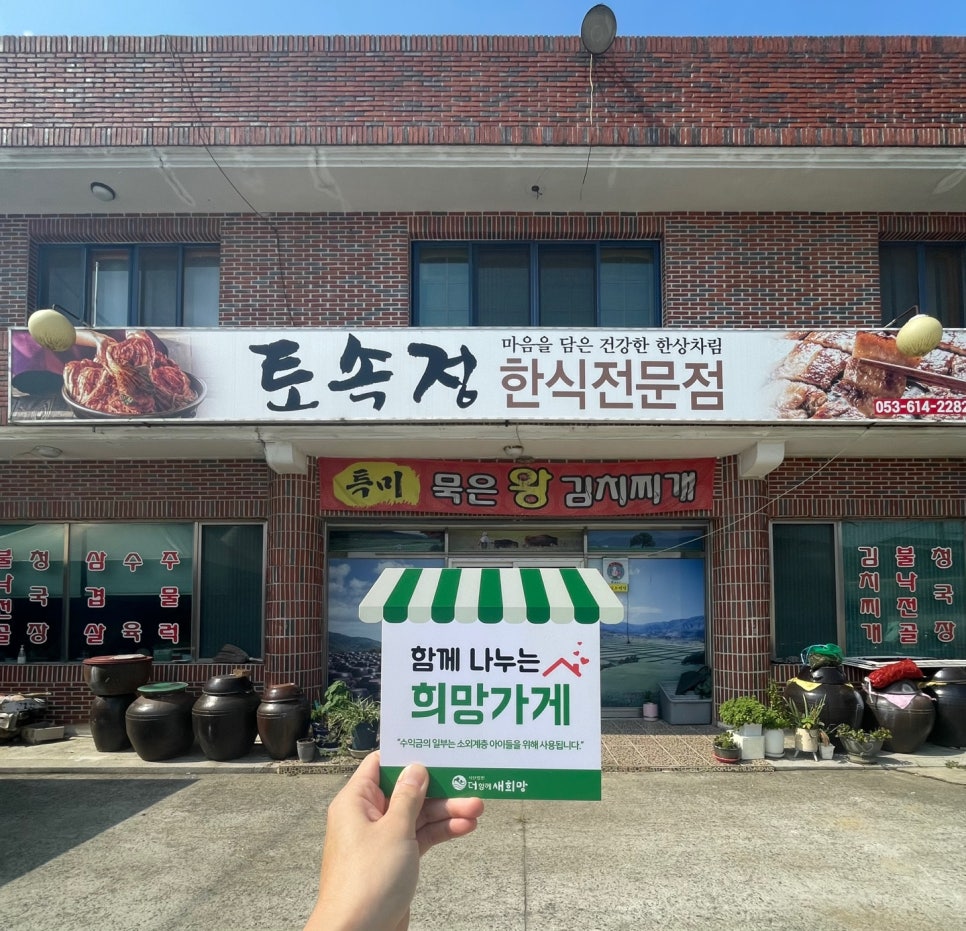 토속정
마음을 담은 건강한 한상차림
한식전문점
053-614-2282
특미 묵은 왕 김치찌개
불낙전골
청국장
삼겹살
수육
주물럭
김치찌개
불낙전골
청국장
함께 나누는
희망가게
"수익금의 일부는 소외계층 아이들을 위해 사용됩니다."
사단법인
더함께 새희망